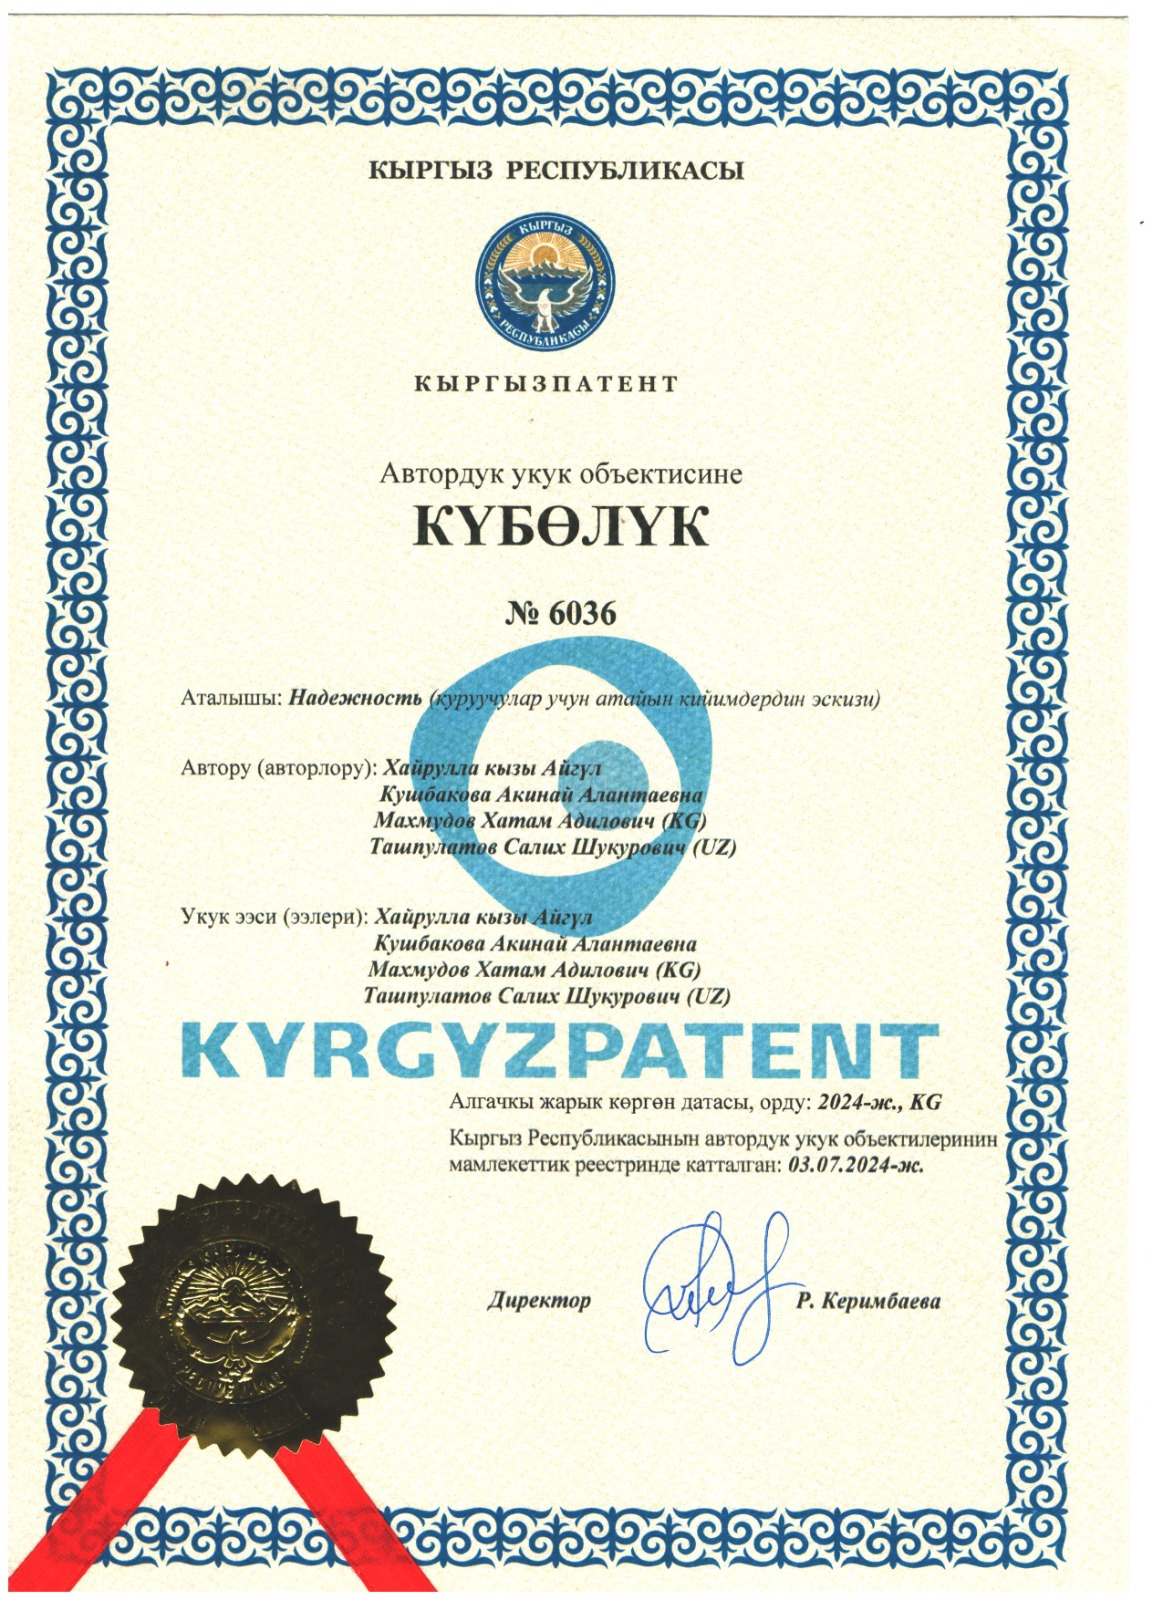 КЫРГЫЗ РЕСПУБЛИКАСЫ
КЫРГЫЗ
РЕСПУБЛИКАСЫ
КЫРГЫЗПАТЕНТ
Автордук укук объектисине
КҮБӨЛҮК
№ 6036
Аталышы: Надежность (куруучулар учун атайын кийимдердин эскизи)
Автору (авторлору): Хайрулла кызы Айгүл
Кушбакова Акинай Алантаевна
Махмудов Хатам Адилович (KG)
Ташпулатов Салих Шукурович (UZ)
Укук ээси (ээлери): Хайрулла кызы Айгүл
Кушбакова Акинай Алантаевна
Махмудов Хатам Адилович (KG)
Ташпулатов Салих Шукурович (UZ)
KYRGYZPATENT
Алгачкы жарык көргөн датасы, орду: 2024-ж., KG
Кыргыз Республикасынын автордук укук объектилеринин
мамлекеттик реестринде катталган: 03.07.2024-ж.
Директор Р. Керимбаева